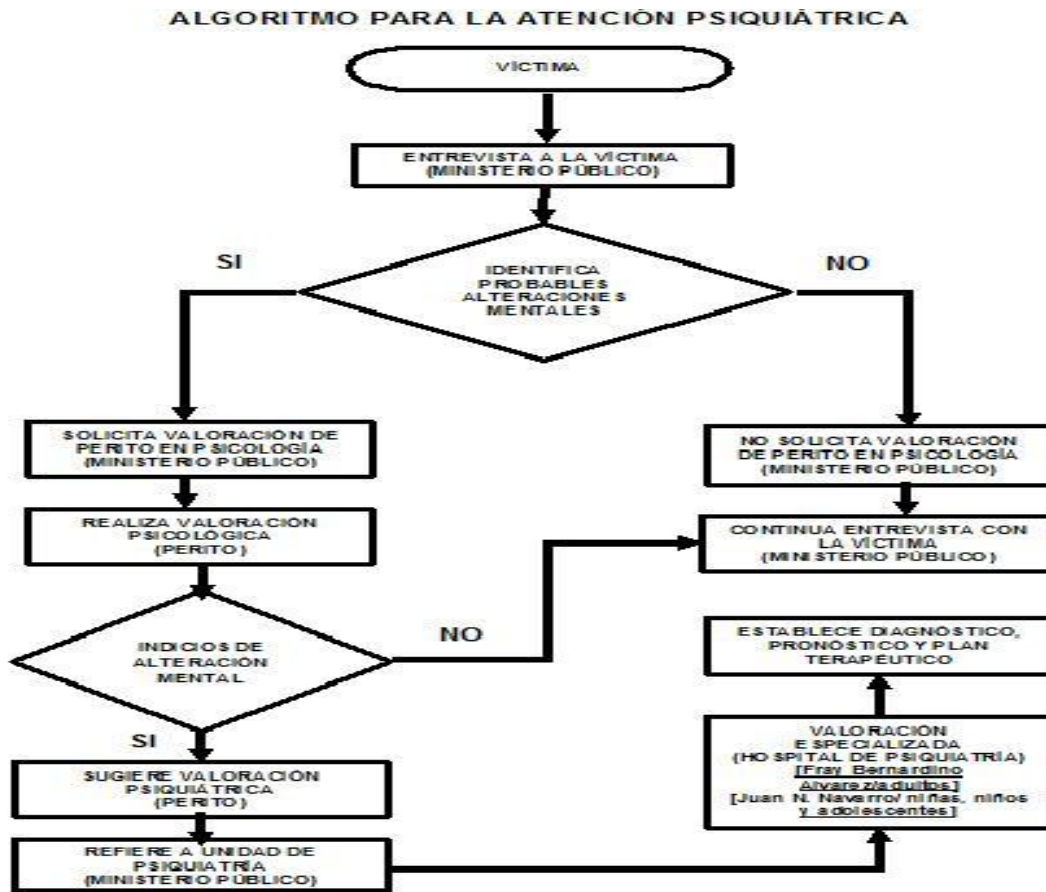 ALGORITMO PARA LA ATENCIÓN PSIQUIÁTRICA
VÍCTIMA
ENTREVISTA A LA VÍCTIMA
(MINISTERIO PÚBLICO)
IDENTIFICA
PROBABLES
ALTERACIONES
MENTALES
SI
NO
SOLICITA VALORACIÓN DE
PERITO EN PSICOLOGÍA
(MINISTERIO PÚBLICO)
NO SOLICITA VALORACIÓN
DE PERITO EN PSICOLOGÍA
(MINISTERIO PÚBLICO)
REALIZA VALORACIÓN
PSICOLÓGICA
(PERITO)
CONTINUA ENTREVISTA CON
LA VÍCTIMA
(MINISTERIO PÚBLICO)
INDICIOS DE
ALTERACIÓN
MENTAL
NO
SI
ESTABLECE DIAGNÓSTICO,
PRONÓSTICO Y PLAN
TERAPÉUTICO
SUGIERE VALORACIÓN
PSIQUIÁTRICA
(PERITO)
VALORACIÓN
ESPECIALIZADA
(HOSPITAL DE PSIQUIATRÍA)
[Fray Bernardino
Alvarez/adultos]
[Juan N. Navarro/ niñas, niños
y adolescentes]
REFIERE A UNIDAD DE
PSIQUIATRÍA
(MINISTERIO PÚBLICO)